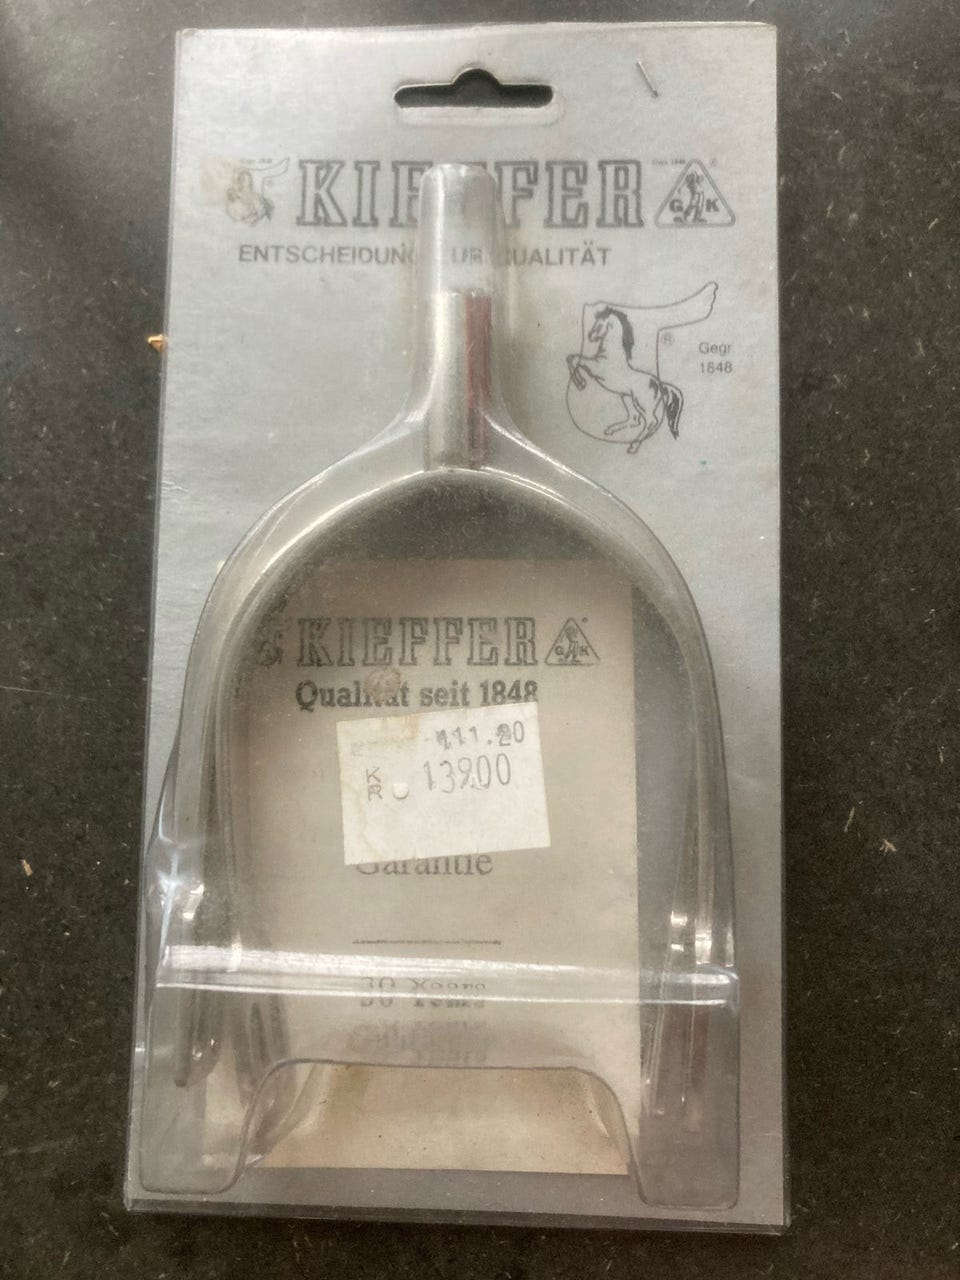 KIEFFER
G K
ENTSCHEIDUNG FÜR QUALITÄT
®
Gegr
1848
KIEFFER
G K
Qualität seit 1848
111.20
KR 139.00
Garantie
30 Years